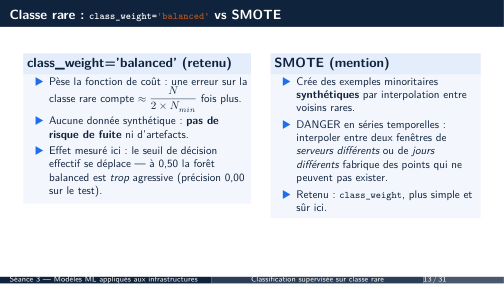 Classe rare : class_weight='balanced' vs SMOTE
class_weight='balanced' (retenu)
Pèse la fonction de coût : une erreur sur la
classe rare compte ≈ N / (2 × N_min) fois plus.
Aucune donnée synthétique : pas de
risque de fuite ni d'artefacts.
Effet mesuré ici : le seuil de décision
effectif se déplace — à 0,50 la forêt
balanced est trop agressive (précision 0,00
sur le test).
SMOTE (mention)
Crée des exemples minoritaires
synthétiques par interpolation entre
voisins rares.
DANGER en séries temporelles :
interpoler entre deux fenêtres de
serveurs différents ou de jours
différents fabrique des points qui ne
peuvent pas exister.
Retenu : class_weight, plus simple et
sûr ici.
Séance 3 — Modèles ML appliqués aux infrastructures
Classification supervisée sur classe rare
13 / 31